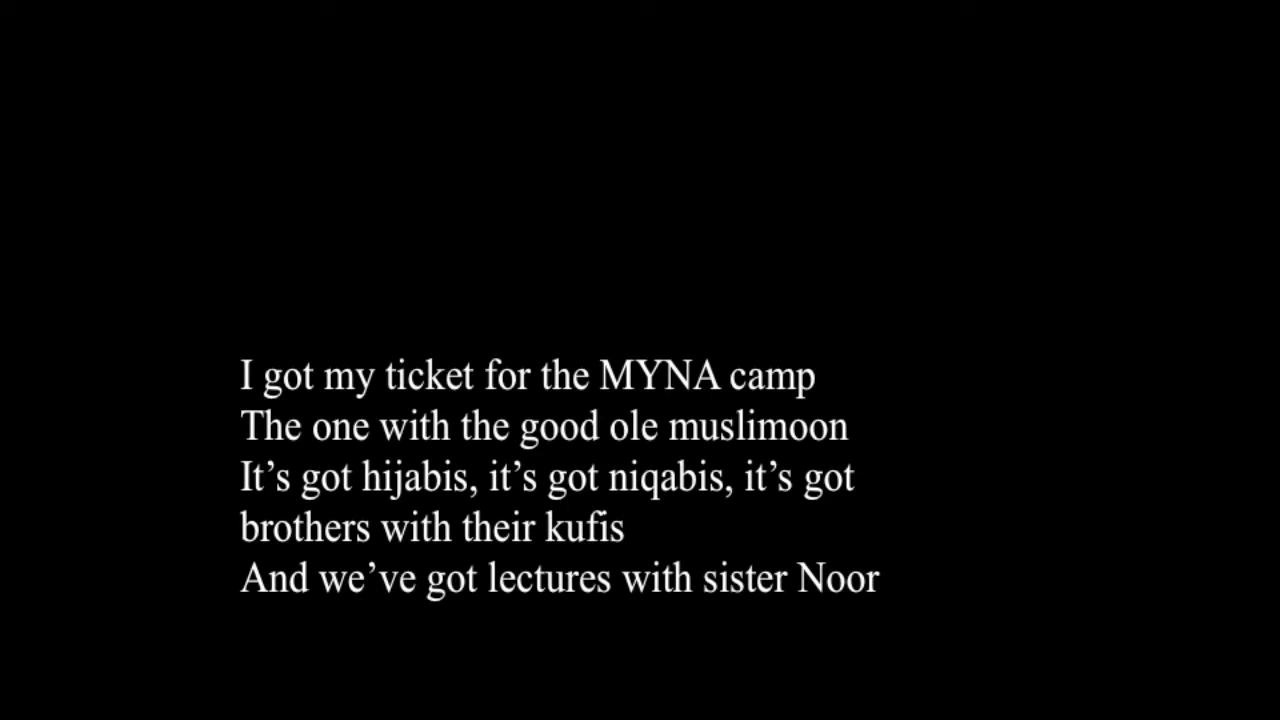 I got my ticket for the MYNA camp
The one with the good ole muslimoon
It’s got hijabis, it’s got niqabis, it’s got
brothers with their kufis
And we’ve got lectures with sister Noor